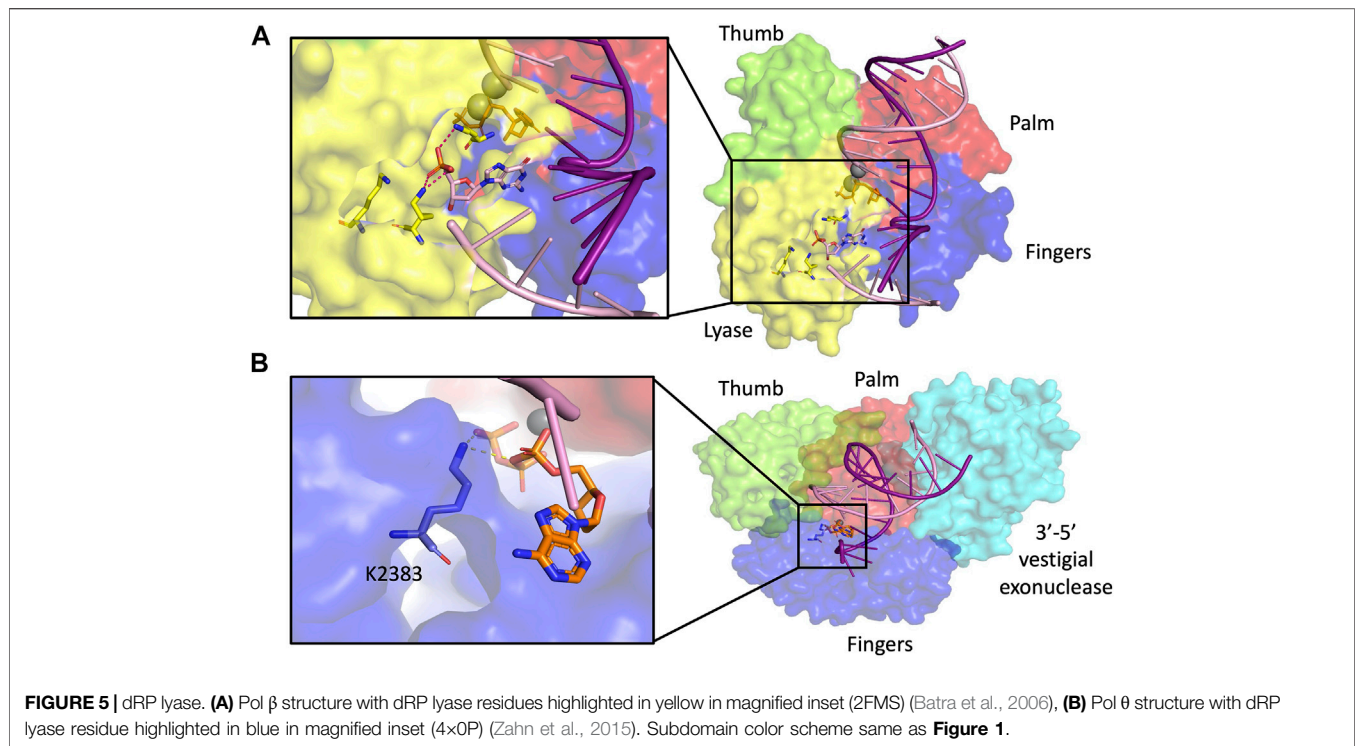 A
Thumb
Palm
Fingers
Lyase
B
K2383
Thumb
Palm
3’-5’
vestigial
exonuclease
Fingers
FIGURE 5 | dRP lyase. (A) Pol β structure with dRP lyase residues highlighted in yellow in magnified inset (2FMS) (Batra et al., 2006), (B) Pol θ structure with dRP
lyase residue highlighted in blue in magnified inset (4×0P) (Zahn et al., 2015). Subdomain color scheme same as Figure 1.